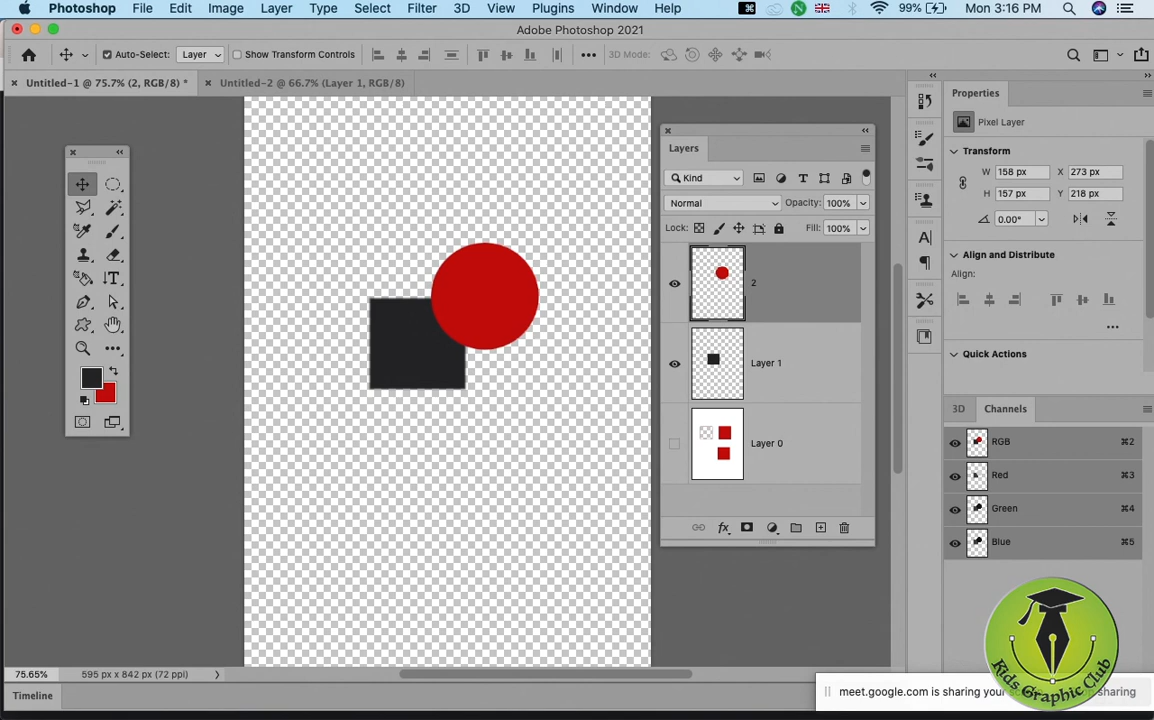 Photoshop File Edit Image Layer Type Select Filter 3D View Plugins Window Help 99% Mon 3:16 PM
Adobe Photoshop 2021
Auto-Select: Layer Show Transform Controls 3D Mode:
Untitled-1 @ 75.7% (2, RGB/8) * Untitled-2 @ 66.7% (Layer 1, RGB/8)
Properties
Pixel Layer
Layers
Transform
Kind
W 158 px X 273 px
H 157 px Y 218 px
Normal Opacity: 100%
0.00°
Lock: Fill: 100%
Align and Distribute
Align:
2
Quick Actions
Layer 1
3D Channels
RGB ⌘2
Layer 0
Red ⌘3
Green ⌘4
Blue ⌘5
fx
75.65% 595 px x 842 px (72 ppi)
Timeline
meet.google.com is sharing your sharing
Kids Graphic Club